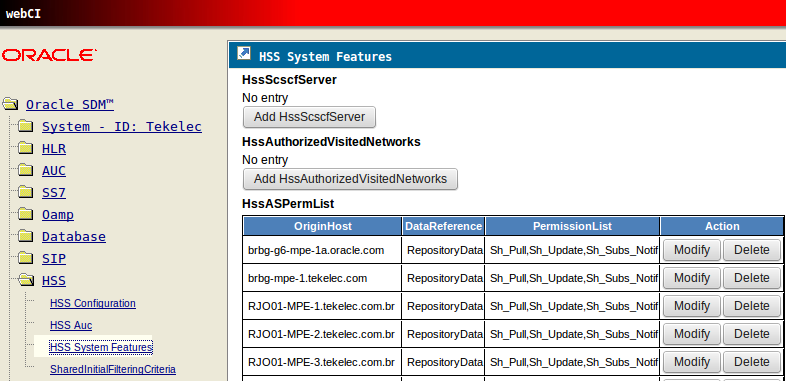 webCI
ORACLE
Oracle SDM™
System - ID: Tekelec
HLR
AUC
SS7
Oamp
Database
SIP
HSS
HSS Configuration
HSS Auc
HSS System Features
SharedInitialFilteringCriteria
HSS System Features
HssScscfServer
No entry
Add HssScscfServer
HssAuthorizedVisitedNetworks
No entry
Add HssAuthorizedVisitedNetworks
HssASPermList
OriginHost DataReference PermissionList Action
brbg-g6-mpe-1a.oracle.com RepositoryData Sh_Pull,Sh_Update,Sh_Subs_Notif Modify Delete
brbg-mpe-1.tekelec.com RepositoryData Sh_Pull,Sh_Update,Sh_Subs_Notif Modify Delete
RJO01-MPE-1.tekelec.com.br RepositoryData Sh_Pull,Sh_Update,Sh_Subs_Notif Modify Delete
RJO01-MPE-2.tekelec.com.br RepositoryData Sh_Pull,Sh_Update,Sh_Subs_Notif Modify Delete
RJO01-MPE-3.tekelec.com.br RepositoryData Sh_Pull,Sh_Update,Sh_Subs_Notif Modify Delete